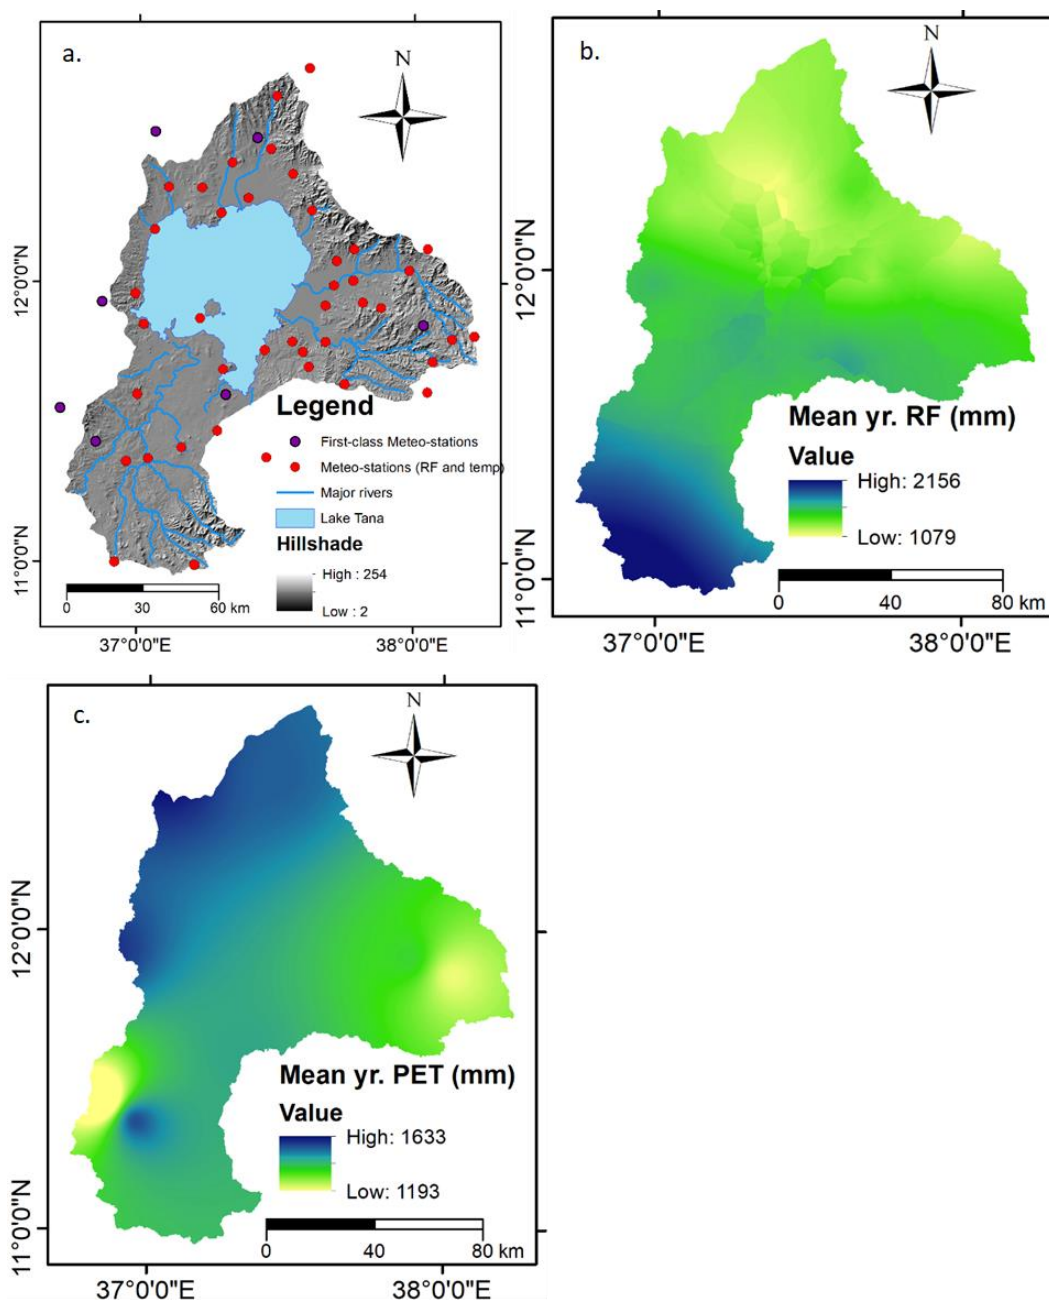 a.
N
12°0'0"N
11°0'0"N
Legend
First-class Meteo-stations
Meteo-stations (RF and temp)
Major rivers
Lake Tana
Hillshade
High : 254
Low : 2
0 30 60 km
37°0'0"E 38°0'0"E
b.
N
12°0'0"N
11°0'0"N
Mean yr. RF (mm)
Value
High: 2156
Low: 1079
0 40 80 km
37°0'0"E 38°0'0"E
c.
N
12°0'0"N
11°0'0"N
Mean yr. PET (mm)
Value
High: 1633
Low: 1193
0 40 80 km
37°0'0"E 38°0'0"E